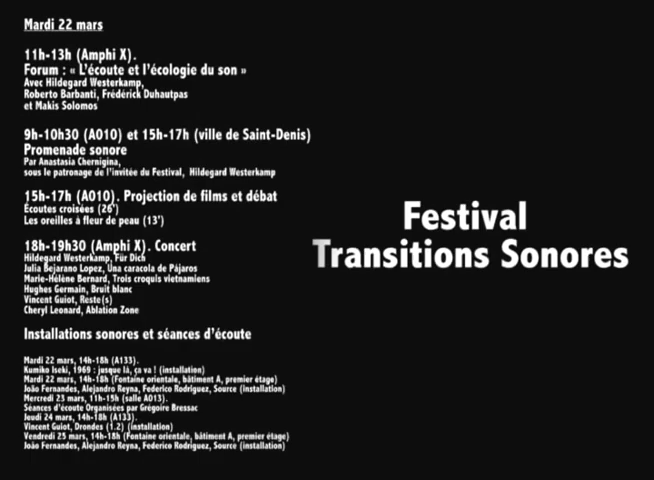 Mardi 22 mars
11h-13h (Amphi X).
Forum : « L'écoute et l'écologie du son »
Avec Hildegard Westerkamp,
Roberto Barbanti, Frédérick Duhautpas
et Makis Solomos
9h-10h30 (A010) et 15h-17h (ville de Saint-Denis)
Promenade sonore
Par Anastasia Chernigina,
sous le patronage de l'invitée du Festival, Hildegard Westerkamp
15h-17h (A010). Projection de films et débat
Écoutes croisées (26')
Les oreilles à fleur de peau (13')
18h-19h30 (Amphi X). Concert
Hildegard Westerkamp, Für Dich
Julia Bejarano Lopez, Una caracola de Pájaros
Marie-Hélène Bernard, Trois croquis vietnamiens
Hughes Germain, Bruit blanc
Vincent Guiot, Reste(s)
Cheryl Leonard, Ablation Zone
Installations sonores et séances d'écoute
Mardi 22 mars, 14h-18h (A133).
Kumiko Iseki, 1969 : jusque là, ça va ! (installation)
Mardi 22 mars, 14h-18h (Fontaine orientale, bâtiment A, premier étage)
João Fernandes, Alejandro Reyna, Federico Rodriguez, Source (installation)
Mercredi 23 mars, 11h-15h (salle A013).
Séances d'écoute Organisées par Grégoire Bressac
Jeudi 24 mars, 14h-18h (A133).
Vincent Guiot, Drondes (1.2) (installation)
Vendredi 25 mars, 14h-18h (Fontaine orientale, bâtiment A, premier étage)
João Fernandes, Alejandro Reyna, Federico Rodriguez, Source (installation)
Festival
Transitions Sonores